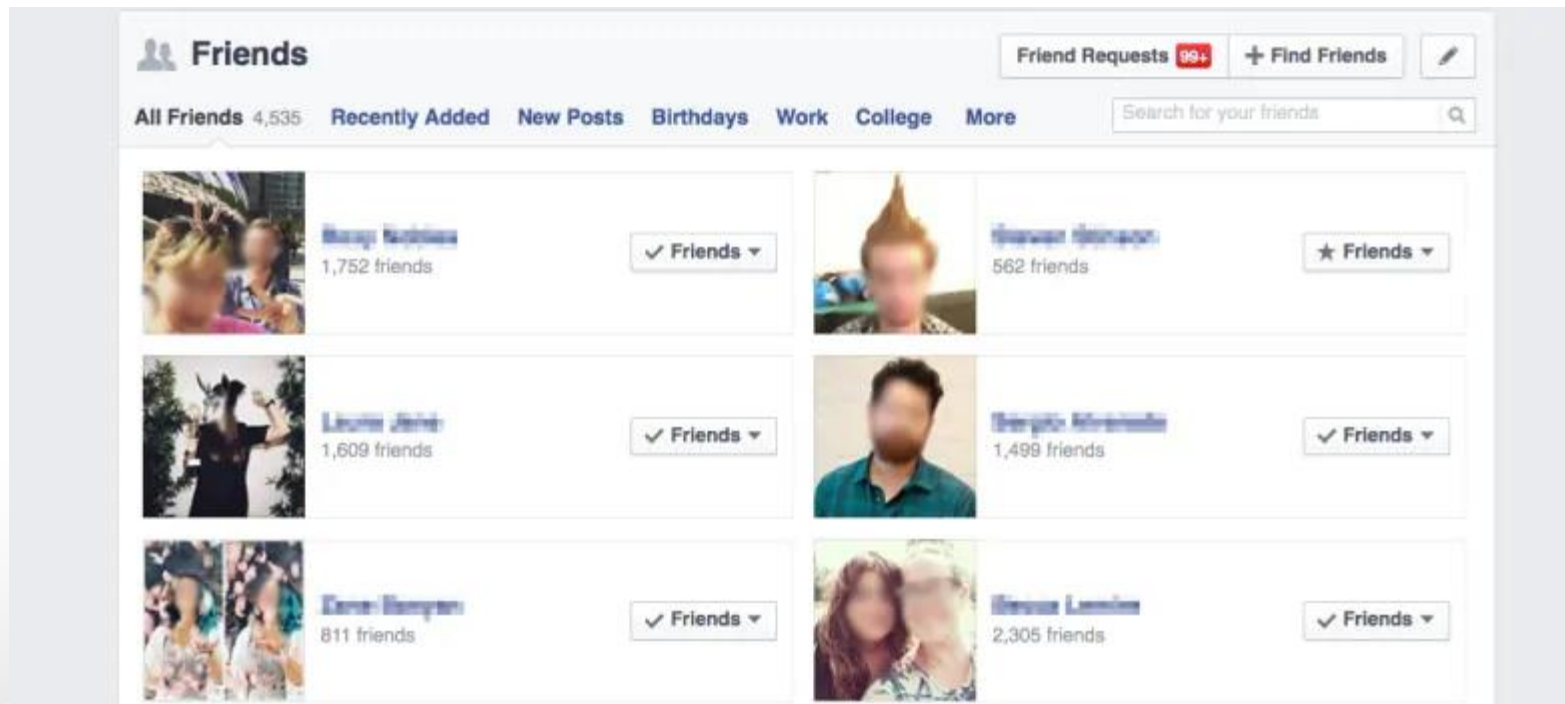 Friends
Friend Requests 99+
Find Friends
All Friends 4,535 Recently Added New Posts Birthdays Work College More
Search for your friends
1,752 friends
Friends
562 friends
Friends
1,609 friends
Friends
1,499 friends
Friends
811 friends
Friends
2,305 friends
Friends